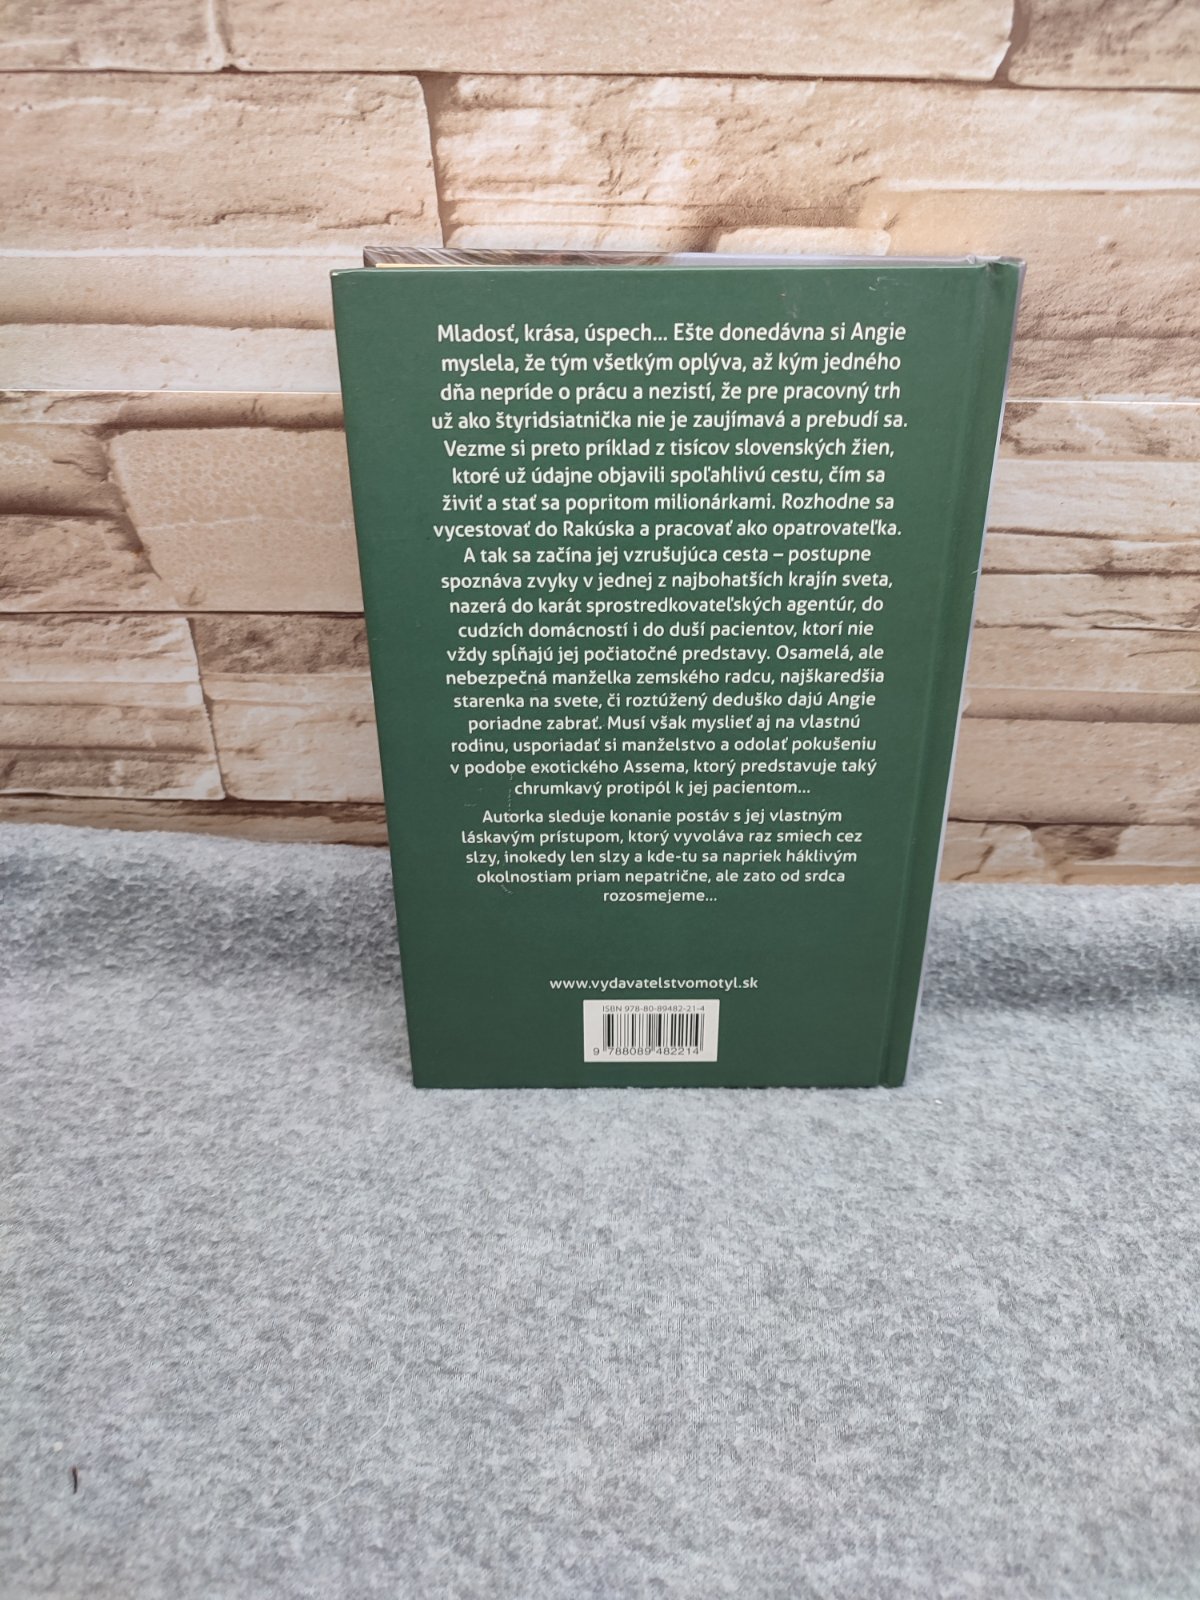 Mladosť, krása, úspech... Ešte donedávna si Angie
myslela, že tým všetkým oplýva, až kým jedného
dňa nepríde o prácu a nezistí, že pre pracovný trh
už ako štyridsiatnička nie je zaujímavá a prebudí sa.
Vezme si preto príklad z tisícov slovenských žien,
ktoré už údajne objavili spoľahlivú cestu, čím sa
živiť a stať sa popritom milionárkami. Rozhodne sa
vycestovať do Rakúska a pracovať ako opatrovateľka.
A tak sa začína jej vzrušujúca cesta – postupne
spoznáva zvyky v jednej z najbohatších krajín sveta,
nazerá do karát sprostredkovateľských agentúr, do
cudzích domácností i do duší pacientov, ktorí nie
vždy spĺňajú jej počiatočné predstavy. Osamelá, ale
nebezpečná manželka zemského radcu, najškaredšia
starenka na svete, či roztúžený deduško dajú Angie
poriadne zabrať. Musí však myslieť aj na vlastnú
rodinu, usporiadať si manželstvo a odolať pokušeniu
v podobe exotického Assema, ktorý predstavuje taký
chrumkavý protipól k jej pacientom...
Autorka sleduje konanie postáv s jej vlastným
láskavým prístupom, ktorý vyvoláva raz smiech cez
slzy, inokedy len slzy a kde-tu sa napriek háklivým
okolnostiam priam nepatrične, ale zato od srdca
rozosmejeme...
www.vydavatelstvomotyl.sk
ISBN 978-80-89482-21-4
9 788089 482214